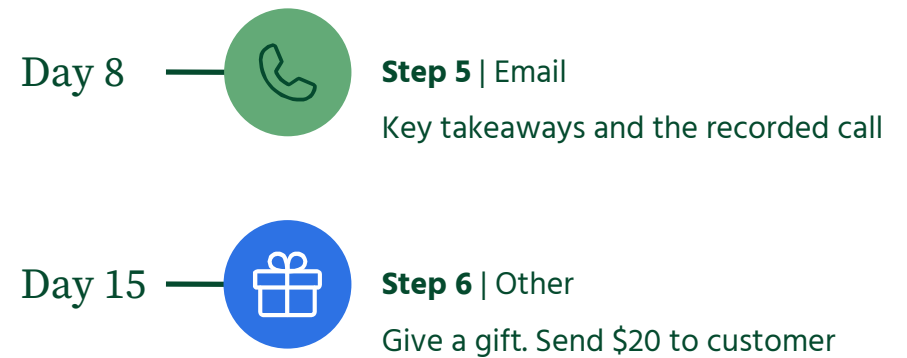 Day 8
Step 5 | Email
Key takeaways and the recorded call
Day 15
Step 6 | Other
Give a gift. Send $20 to customer